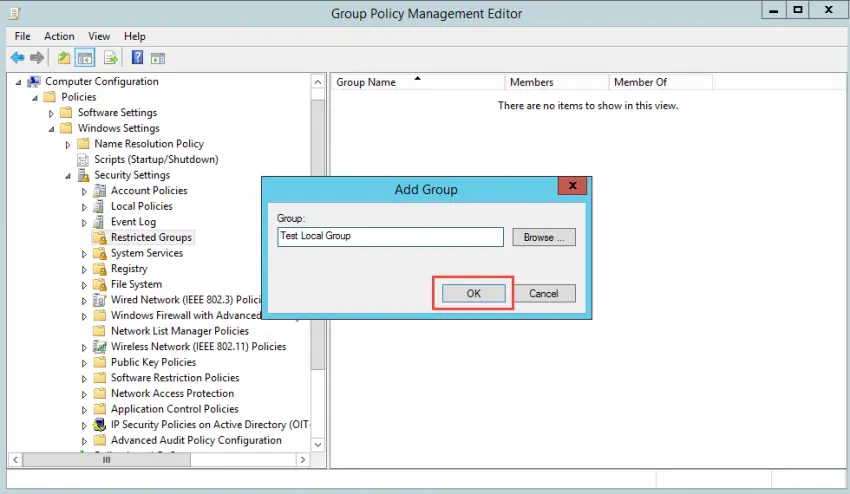 Group Policy Management Editor
File Action View Help
Computer Configuration
Policies
Software Settings
Windows Settings
Name Resolution Policy
Scripts (Startup/Shutdown)
Security Settings
Account Policies
Local Policies
Event Log
Restricted Groups
System Services
Registry
File System
Wired Network (IEEE 802.3) Polici
Windows Firewall with Advanced
Network List Manager Policies
Wireless Network (IEEE 802.11) Policies
Public Key Policies
Software Restriction Policies
Network Access Protection
Application Control Policies
IP Security Policies on Active Directory (OIT-
Advanced Audit Policy Configuration
Group Name Members Member Of
There are no items to show in this view.
Add Group
Group:
Test Local Group Browse ...
OK Cancel